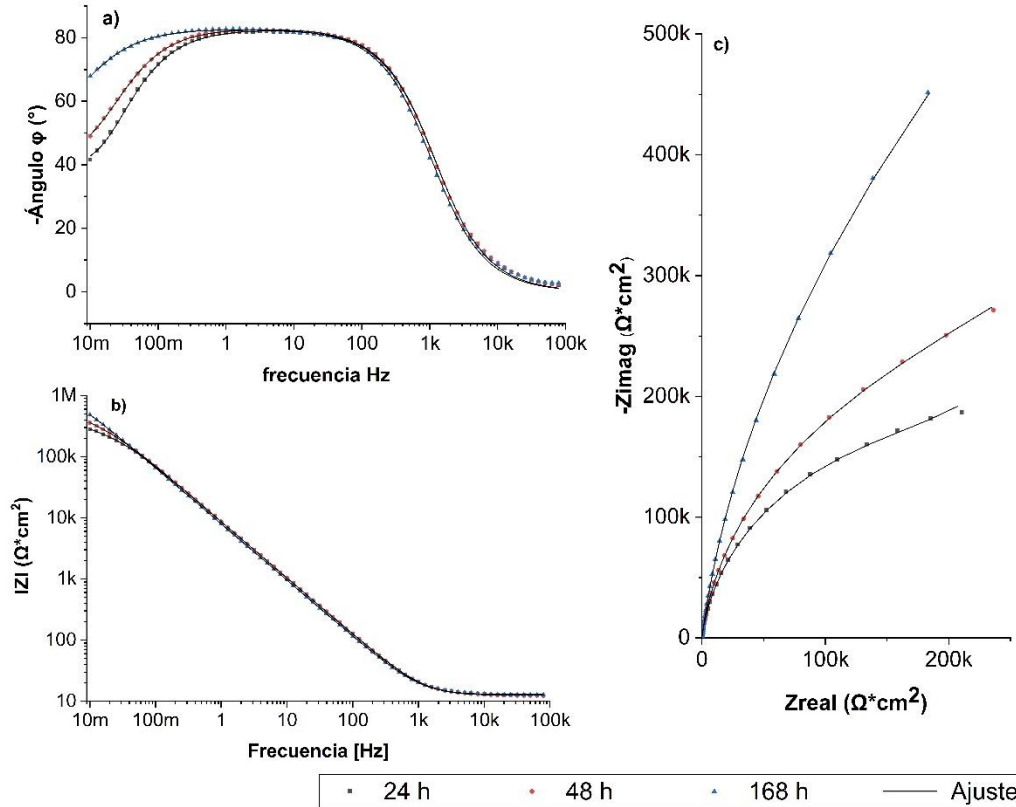 a)
80
60
40
20
0
-Ángulo φ (°)
10m 100m 1 10 100 1k 10k 100k
frecuencia Hz
b)
1M
100k
10k
1k
100
10
IZI (Ω*cm²)
10m 100m 1 10 100 1k 10k 100k
Frecuencia [Hz]
c)
500k
400k
300k
200k
100k
0
-Zimag (Ω*cm²)
0 100k 200k
Zreal (Ω*cm²)
24 h 48 h 168 h Ajuste